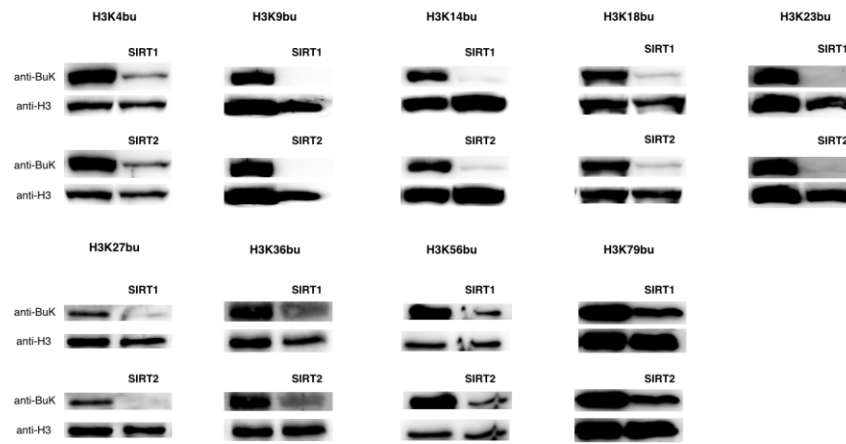 H3K4bu H3K9bu H3K14bu H3K18bu H3K23bu
SIRT1 SIRT1 SIRT1 SIRT1 SIRT1
anti-BuK
anti-H3
SIRT2 SIRT2 SIRT2 SIRT2 SIRT2
anti-BuK
anti-H3
H3K27bu H3K36bu H3K56bu H3K79bu
SIRT1 SIRT1 SIRT1 SIRT1
anti-BuK
anti-H3
SIRT2 SIRT2 SIRT2 SIRT2
anti-BuK
anti-H3